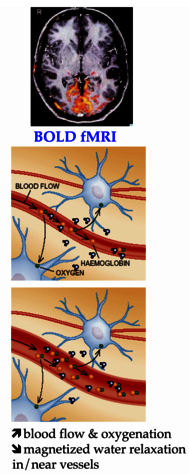 R
BOLD fMRI
BLOOD FLOW
HAEMOGLOBIN
OXYGEN
↗ blood flow & oxygenation
↘ magnetized water relaxation
in/near vessels